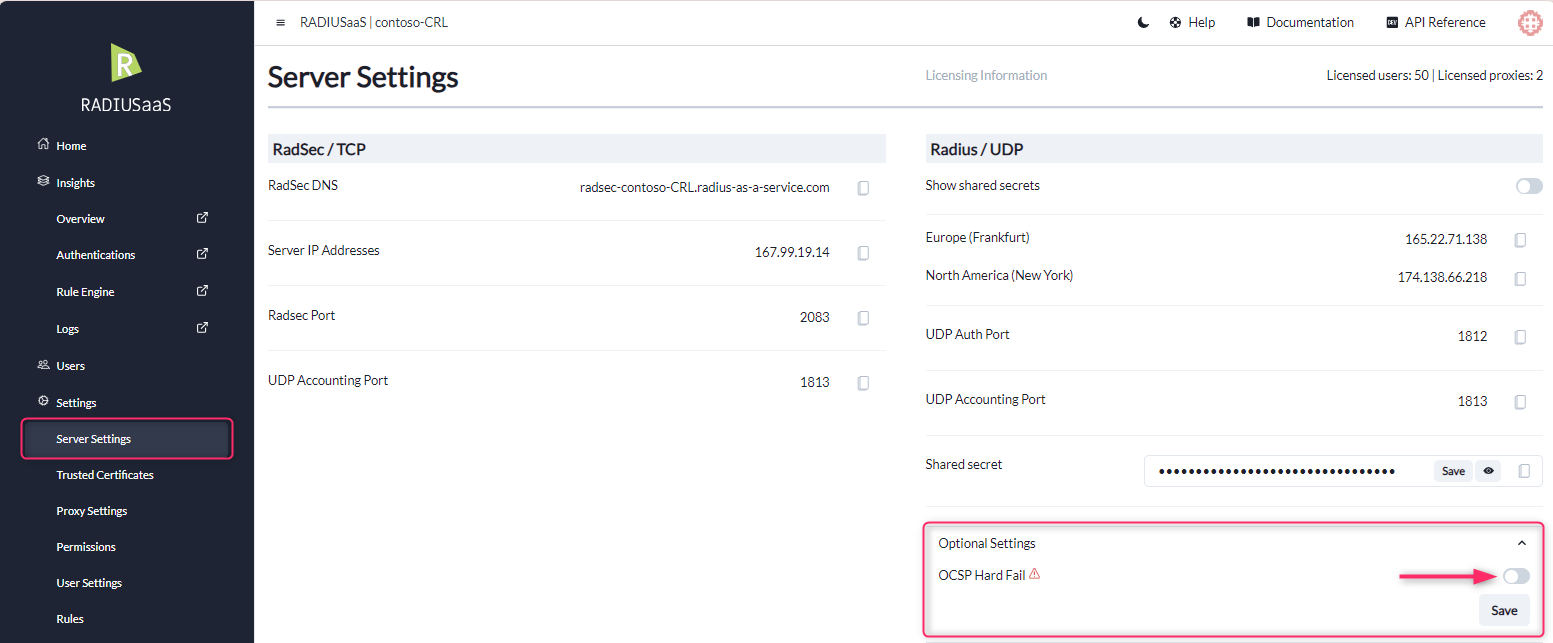 RADIUSaaS | contoso-CRL
Help
Documentation
DEV
API Reference
R
RADIUSaaS
Home
Insights
Overview
Authentications
Rule Engine
Logs
Users
Settings
Server Settings
Trusted Certificates
Proxy Settings
Permissions
User Settings
Rules
Server Settings
Licensing Information
Licensed users: 50 | Licensed proxies: 2
RadSec / TCP
RadSec DNS
radsec-contoso-CRL.radius-as-a-service.com
Server IP Addresses
167.99.19.14
Radsec Port
2083
UDP Accounting Port
1813
Radius / UDP
Show shared secrets
Europe (Frankfurt)
165.22.71.138
North America (New York)
174.138.66.218
UDP Auth Port
1812
UDP Accounting Port
1813
Shared secret
••••••••••••••••••••••••••••••••
Save
Optional Settings
OCSP Hard Fail
Save